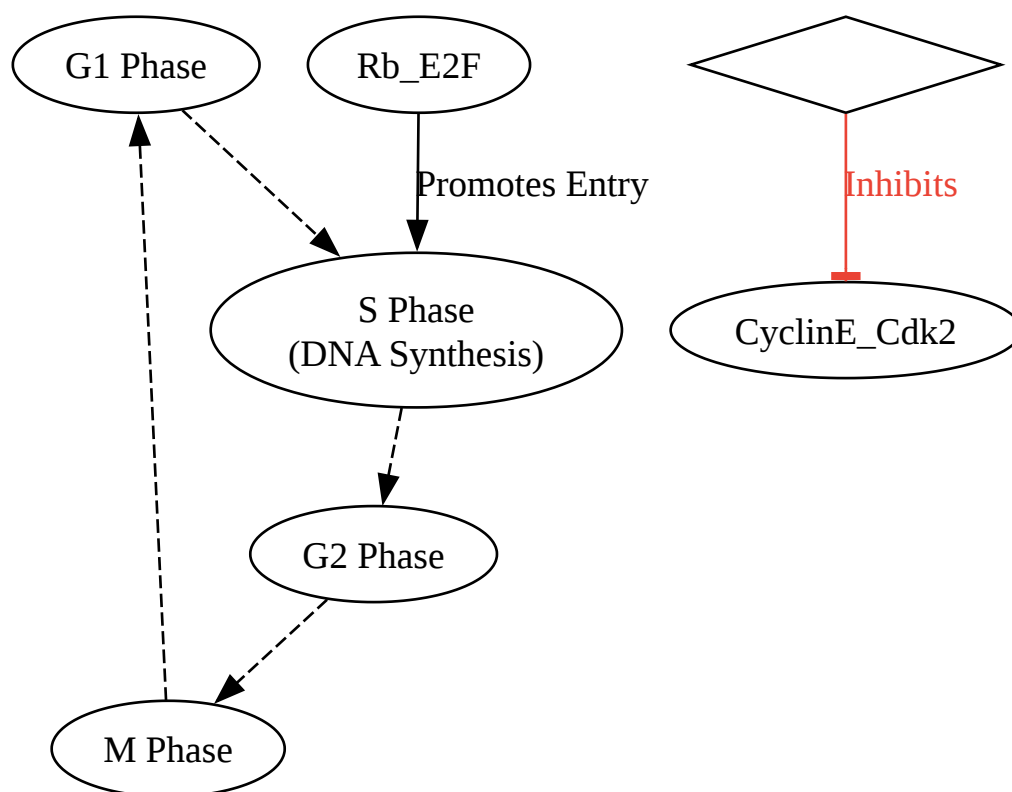 G1 Phase
Rb_E2F
Promotes Entry
Inhibits
S Phase
(DNA Synthesis)
CyclinE_Cdk2
G2 Phase
M Phase